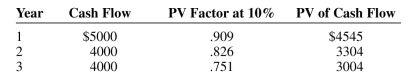 Year Cash Flow PV Factor at 10% PV of Cash Flow
1 $5000 .909 $4545
2 4000 .826 3304
3 4000 .751 3004